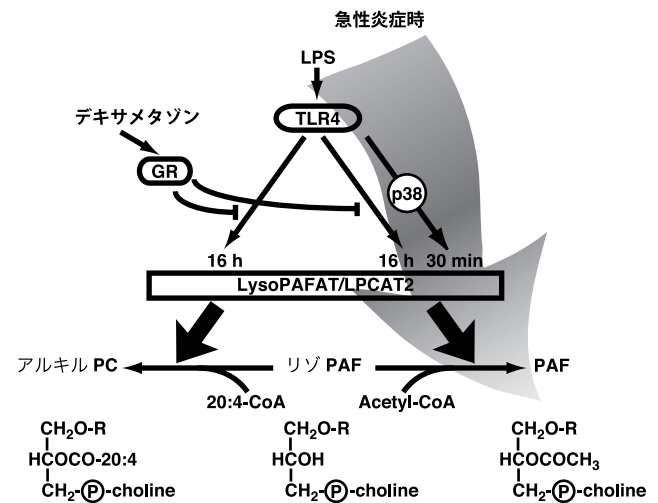 急性炎症時
LPS
TLR4
デキサメタゾン
GR
p38
16 h
16 h 30 min
LysoPAFAT/LPCAT2
アルキル PC
リゾ PAF
PAF
20:4-CoA
Acetyl-CoA
CH₂O-R
HCOCO-20:4
CH₂-P-choline
CH₂O-R
HCOH
CH₂-P-choline
CH₂O-R
HCOCOCH₃
CH₂-P-choline